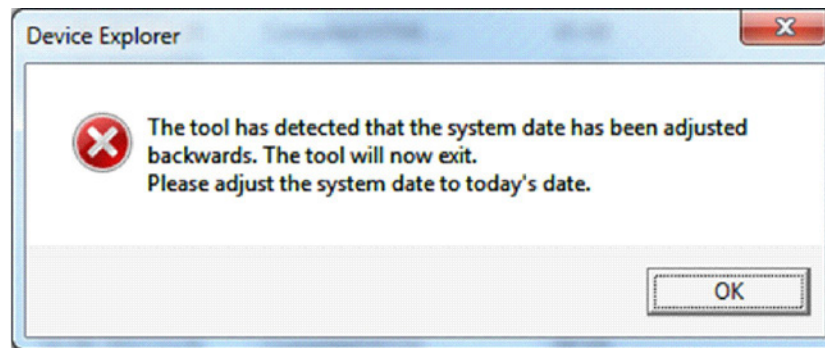 Device Explorer
The tool has detected that the system date has been adjusted
backwards. The tool will now exit.
Please adjust the system date to today's date.
OK